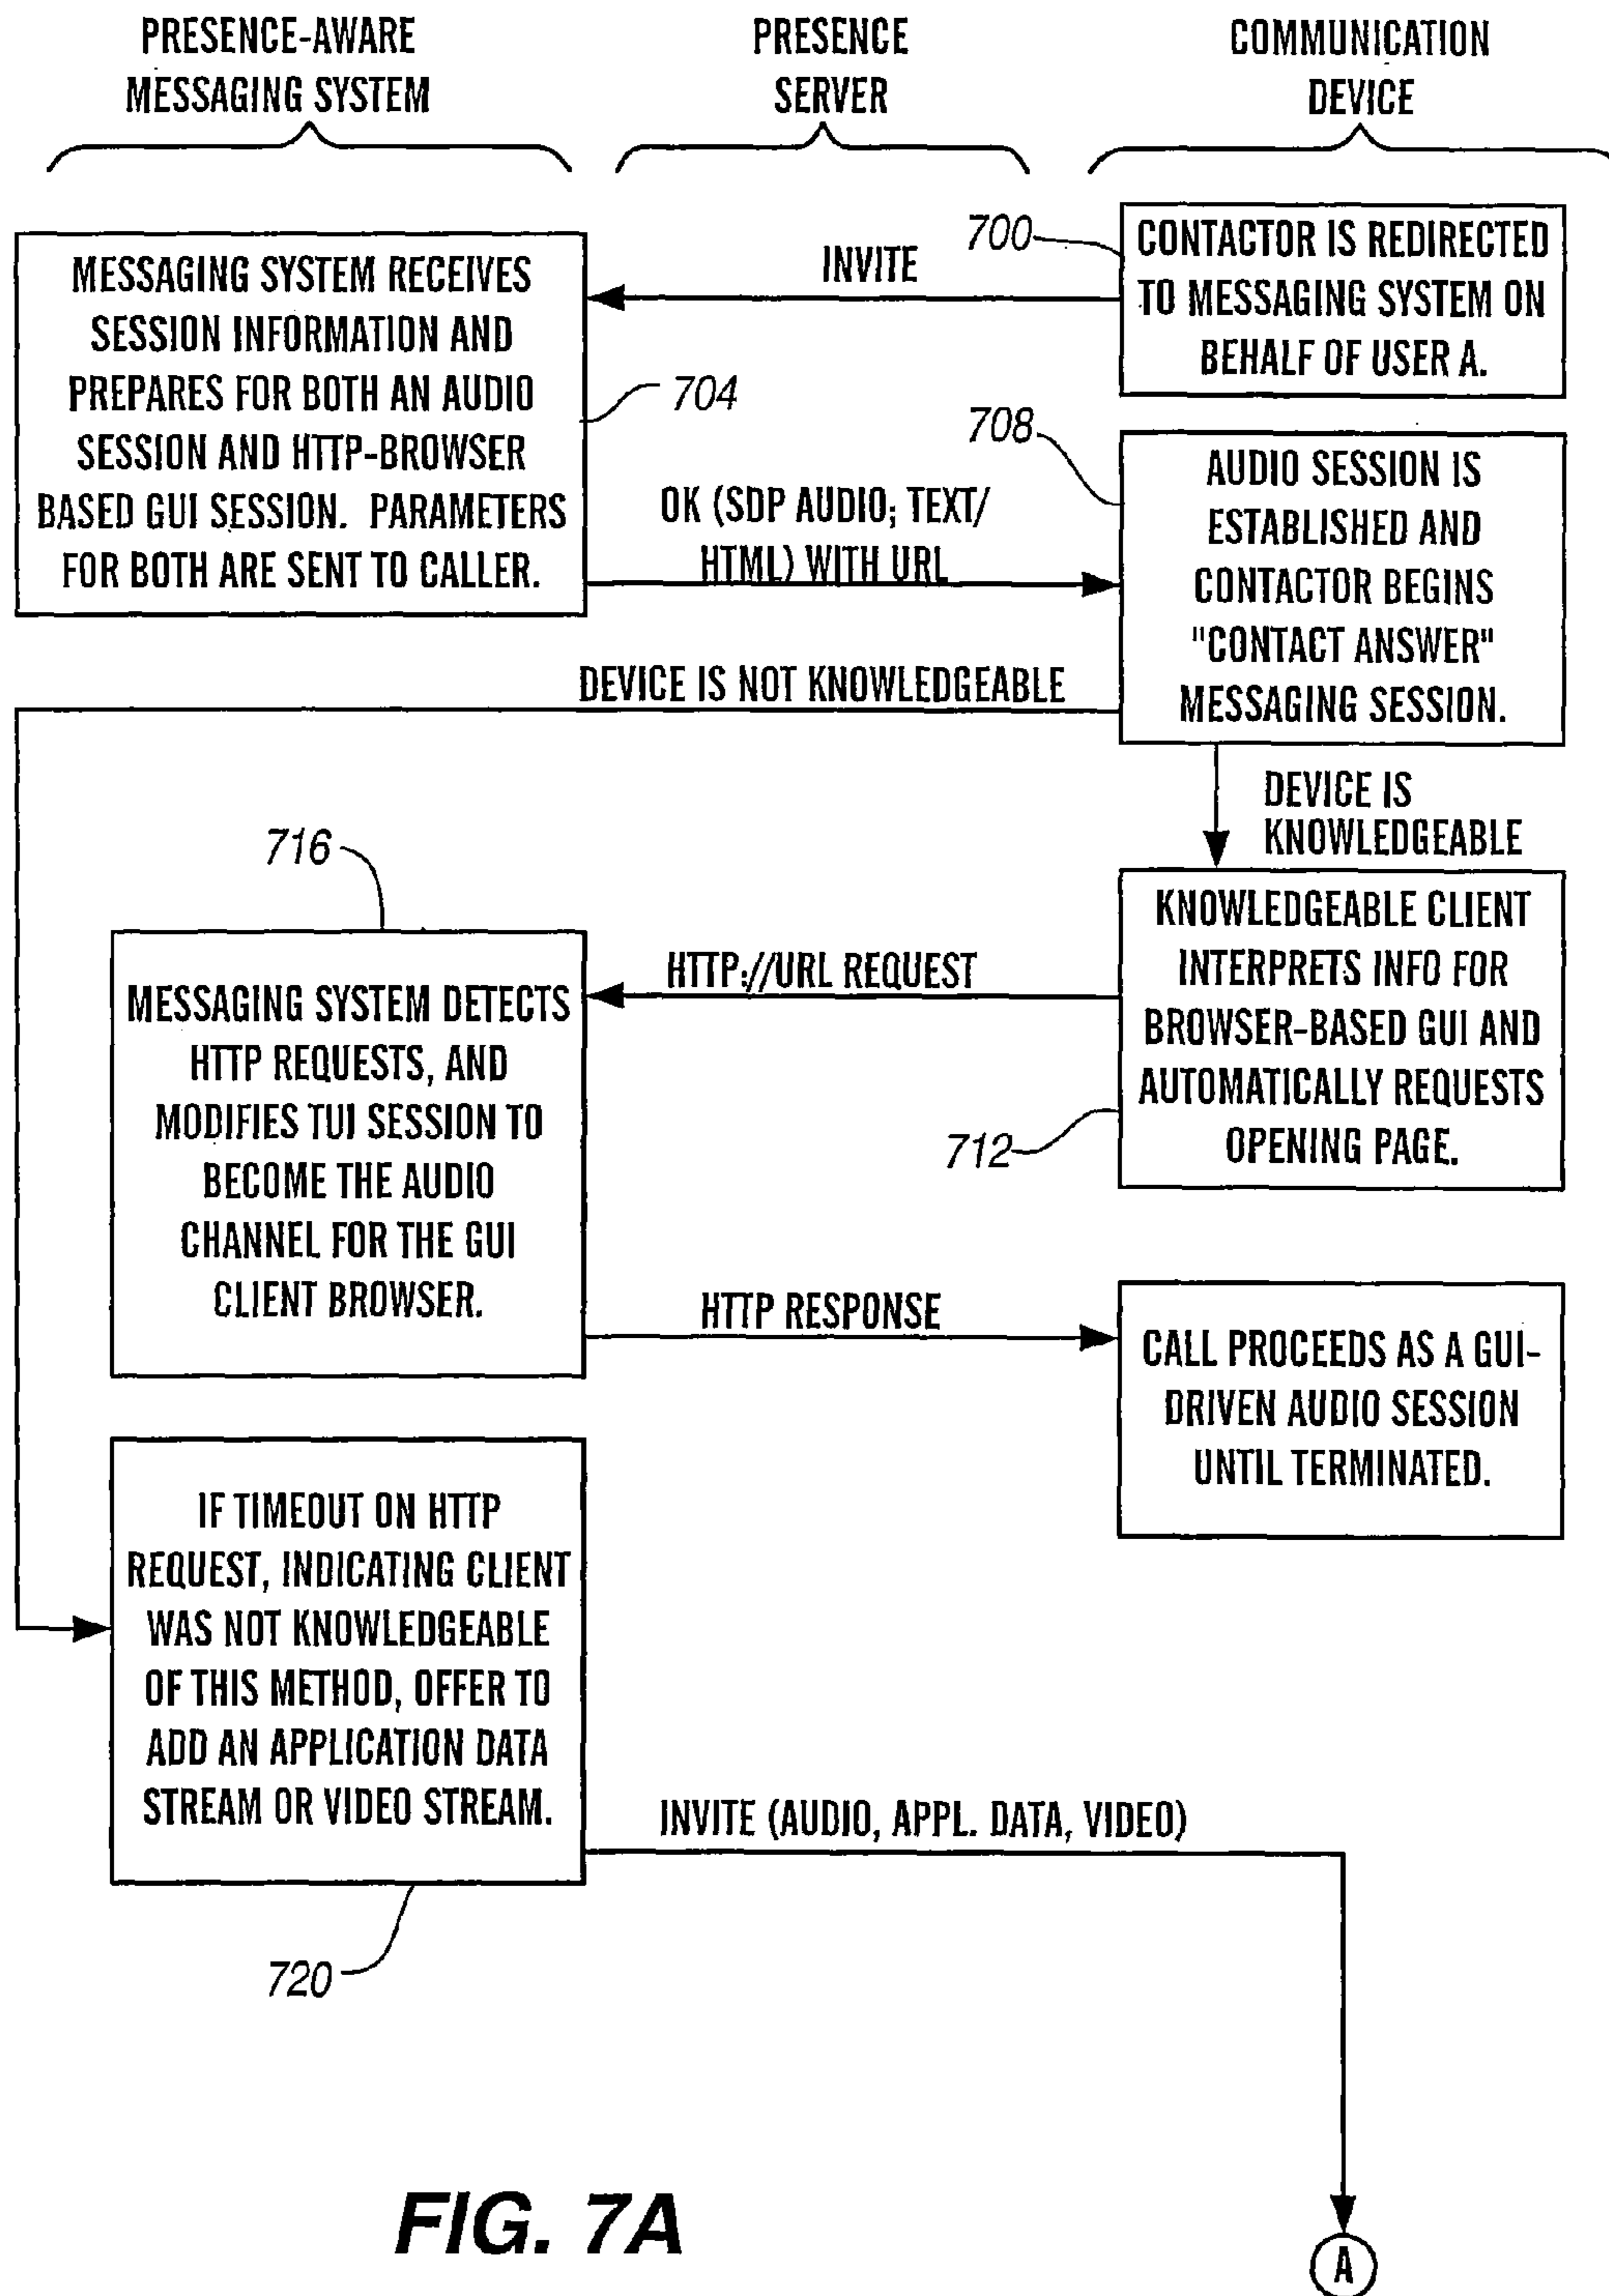 PRESENCE-AWARE
MESSAGING SYSTEM
PRESENCE
SERVER
COMMUNICATION
DEVICE
700
CONTACTOR IS REDIRECTED
TO MESSAGING SYSTEM ON
BEHALF OF USER A.
INVITE
MESSAGING SYSTEM RECEIVES
SESSION INFORMATION AND
PREPARES FOR BOTH AN AUDIO
SESSION AND HTTP-BROWSER
BASED GUI SESSION. PARAMETERS
FOR BOTH ARE SENT TO CALLER.
704
708
OK (SDP AUDIO; TEXT/
HTML) WITH URL
AUDIO SESSION IS
ESTABLISHED AND
CONTACTOR BEGINS
"CONTACT ANSWER"
MESSAGING SESSION.
DEVICE IS NOT KNOWLEDGEABLE
DEVICE IS
KNOWLEDGEABLE
716
KNOWLEDGEABLE CLIENT
INTERPRETS INFO FOR
BROWSER-BASED GUI AND
AUTOMATICALLY REQUESTS
OPENING PAGE.
712
HTTP://URL REQUEST
MESSAGING SYSTEM DETECTS
HTTP REQUESTS, AND
MODIFIES TUI SESSION TO
BECOME THE AUDIO
CHANNEL FOR THE GUI
CLIENT BROWSER.
HTTP RESPONSE
CALL PROCEEDS AS A GUI-
DRIVEN AUDIO SESSION
UNTIL TERMINATED.
IF TIMEOUT ON HTTP
REQUEST, INDICATING CLIENT
WAS NOT KNOWLEDGEABLE
OF THIS METHOD, OFFER TO
ADD AN APPLICATION DATA
STREAM OR VIDEO STREAM.
INVITE (AUDIO, APPL. DATA, VIDEO)
720
FIG. 7A
A